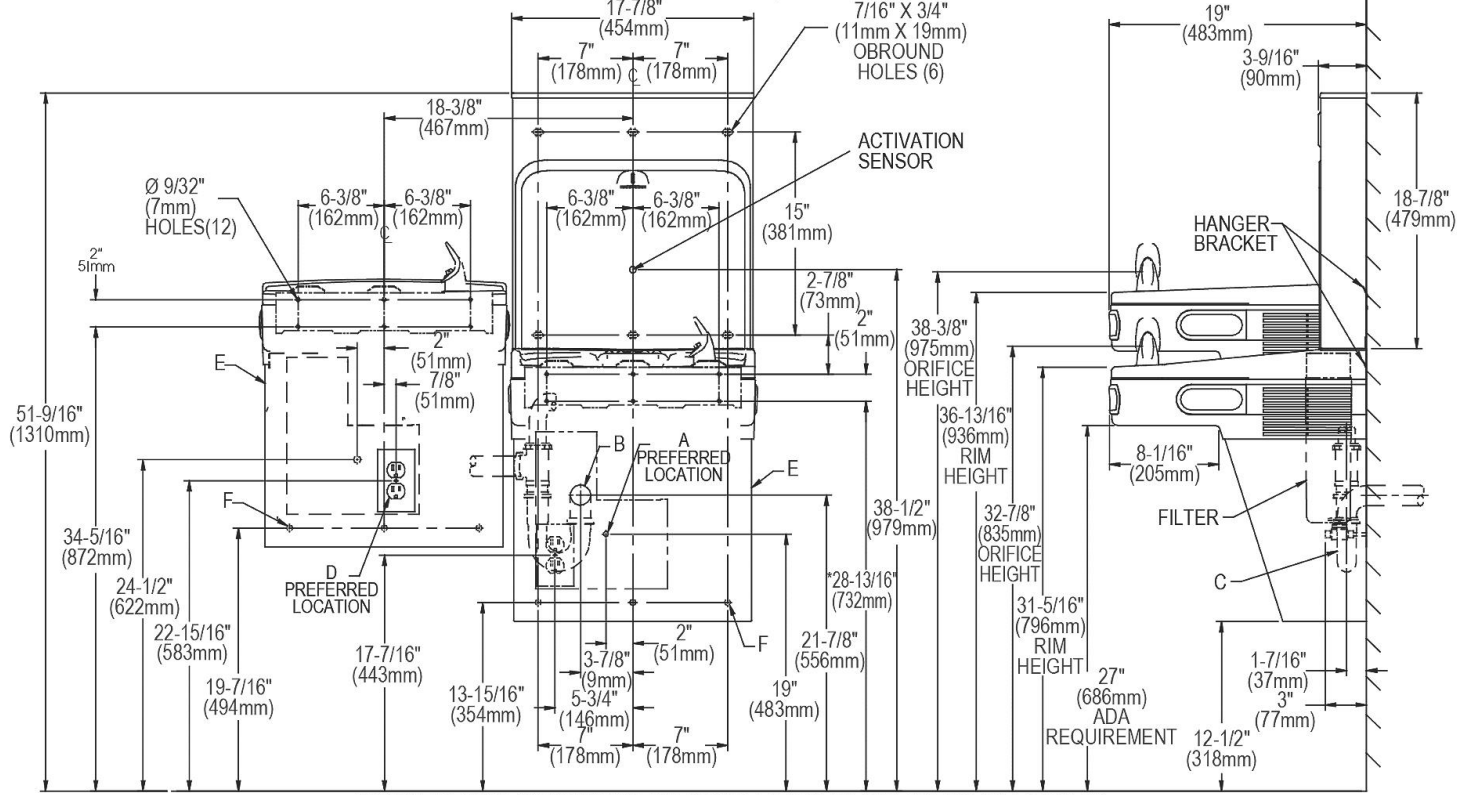 17-7/8"
(454mm)
7/16" X 3/4"
(11mm X 19mm)
OBROUND
HOLES (6)
19"
(483mm)
7"
(178mm)
7"
(178mm)
3-9/16"
(90mm)
18-3/8"
(467mm)
ACTIVATION
SENSOR
Ø 9/32"
(7mm)
HOLES(12)
6-3/8"
(162mm)
6-3/8"
(162mm)
6-3/8"
(162mm)
6-3/8"
(162mm)
15"
(381mm)
18-7/8"
(479mm)
HANGER
BRACKET
2"
51mm
2-7/8"
(73mm)
2"
(51mm)
38-3/8"
(975mm)
ORIFICE
HEIGHT
2"
(51mm)
E
7/8"
(51mm)
51-9/16"
(1310mm)
36-13/16"
(936mm)
RIM
HEIGHT
B
A
PREFERRED
LOCATION
E
8-1/16"
(205mm)
F
38-1/2"
(979mm)
FILTER
34-5/16"
(872mm)
32-7/8"
(835mm)
ORIFICE
HEIGHT
D
PREFERRED
LOCATION
24-1/2"
(622mm)
*28-13/16"
(732mm)
C
22-15/16"
(583mm)
31-5/16"
(796mm)
RIM
HEIGHT
F
2"
(51mm)
21-7/8"
(556mm)
17-7/16"
(443mm)
3-7/8"
(9mm)
1-7/16"
(37mm)
19-7/16"
(494mm)
13-15/16"
(354mm)
5-3/4"
(146mm)
19"
(483mm)
27"
(686mm)
ADA
REQUIREMENT
3"
(77mm)
7"
(178mm)
7"
(178mm)
12-1/2"
(318mm)